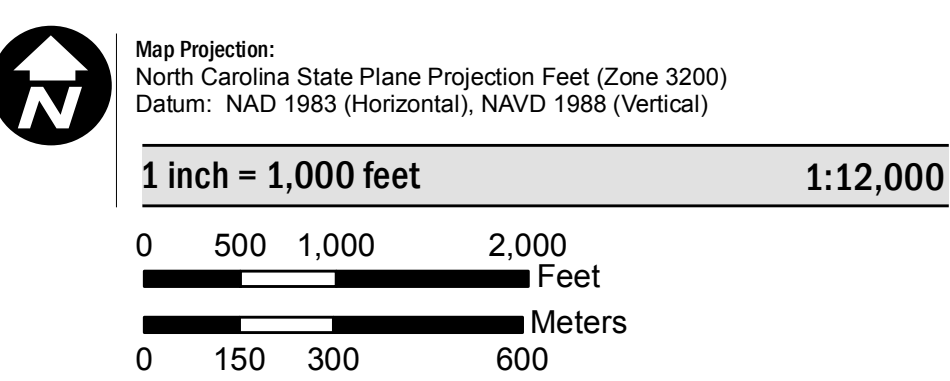 N
Map Projection:
North Carolina State Plane Projection Feet (Zone 3200)
Datum: NAD 1983 (Horizontal), NAVD 1988 (Vertical)
1 inch = 1,000 feet 1:12,000
0 500 1,000 2,000
Feet
Meters
0 150 300 600